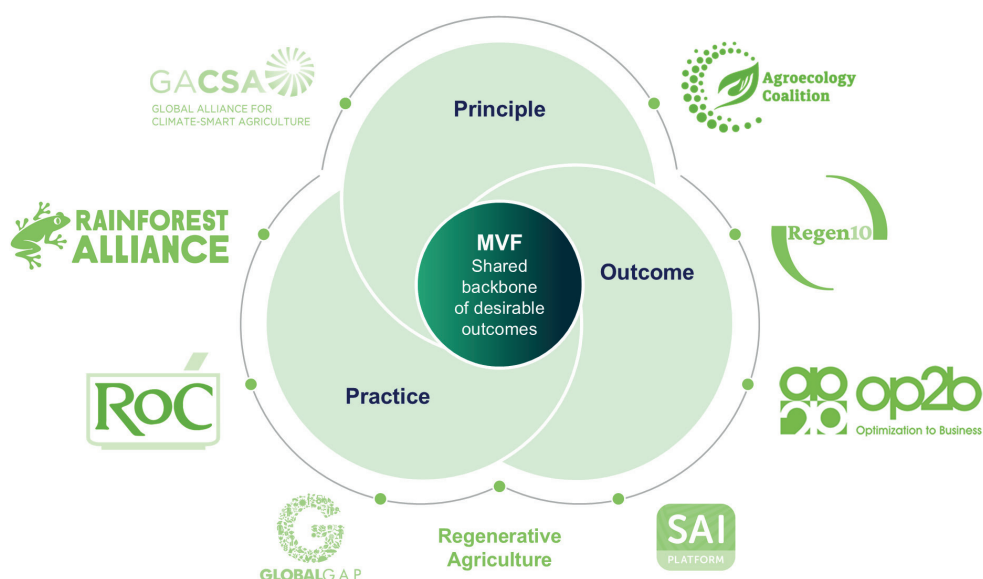 GACSA
GLOBAL ALLIANCE FOR
CLIMATE-SMART AGRICULTURE
Agroecology
Coalition
Principle
RAINFOREST
ALLIANCE
Regen10
MVF
Shared
backbone
of desirable
outcomes
Outcome
Practice
RoC
op2b
op2b
Optimization to Business
G
GLOBALG.A.P
Regenerative
Agriculture
SAI
PLATFORM